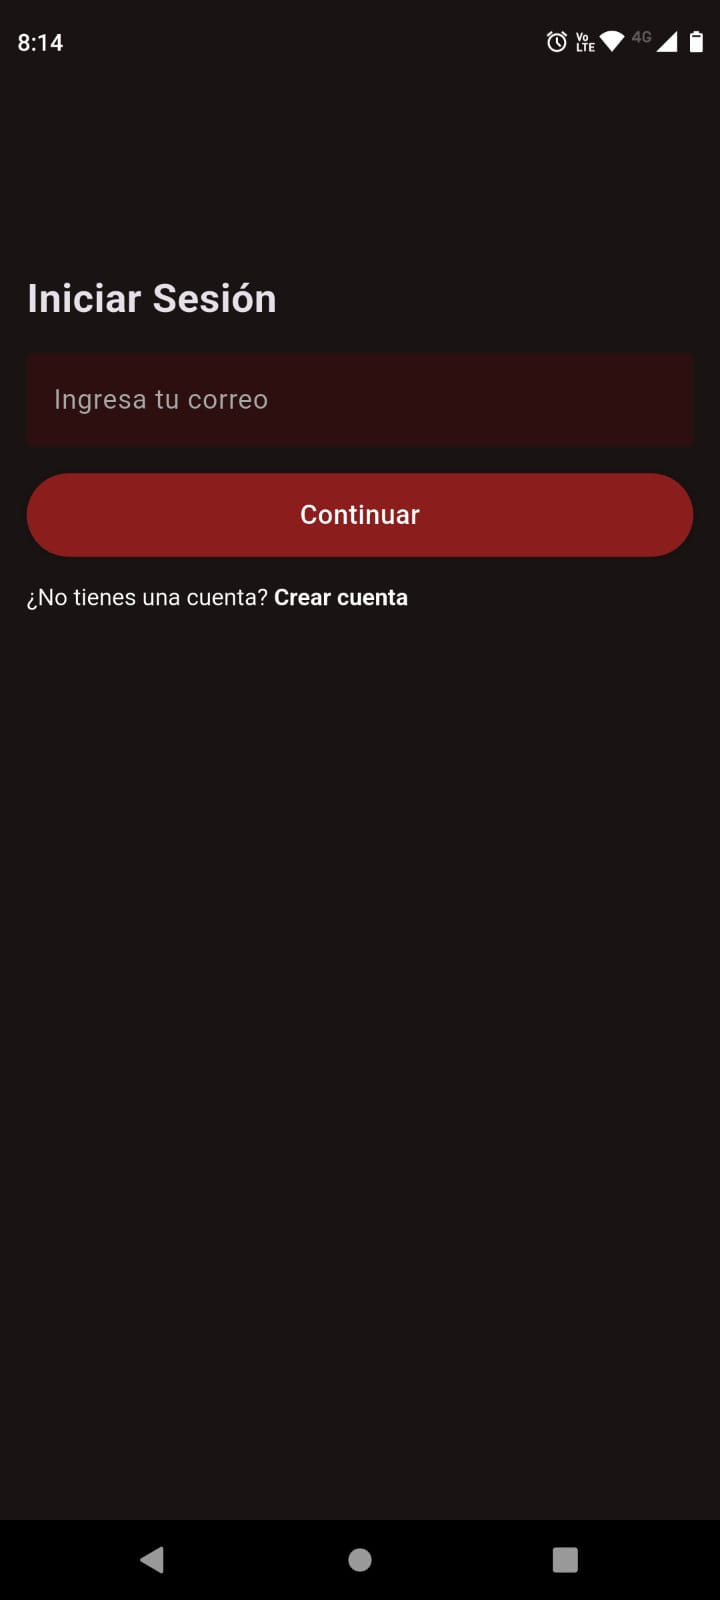 8:14
Vo
LTE
4G
Iniciar Sesión
Ingresa tu correo
Continuar
¿No tienes una cuenta? Crear cuenta